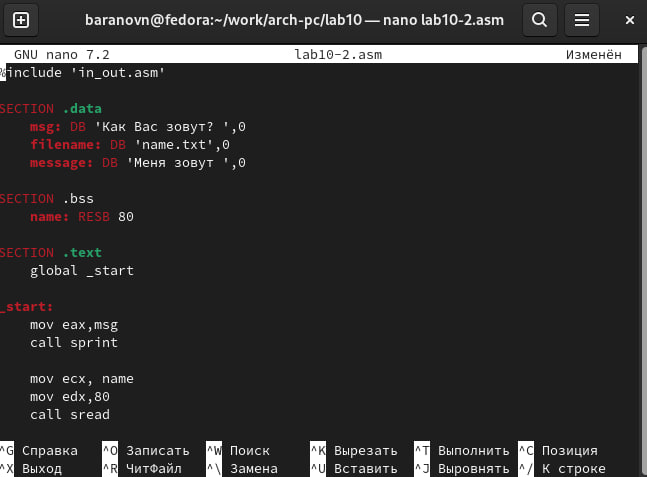 baranovn@fedora:~/work/arch-pc/lab10 — nano lab10-2.asm
GNU nano 7.2 lab10-2.asm Изменён
%include 'in_out.asm'
SECTION .data
msg: DB 'Как Вас зовут? ',0
filename: DB 'name.txt',0
message: DB 'Меня зовут ',0
SECTION .bss
name: RESB 80
SECTION .text
global _start
_start:
mov eax,msg
call sprint
mov ecx, name
mov edx,80
call sread
^G Справка ^O Записать ^W Поиск ^K Вырезать ^T Выполнить ^C Позиция
^X Выход ^R ЧитФайл ^\ Замена ^U Вставить ^J Выровнять ^/ К строке